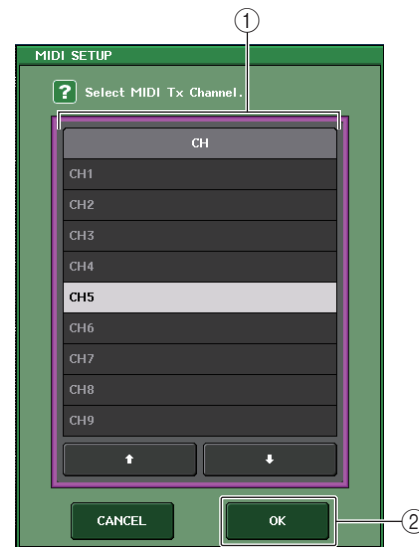 ①
MIDI SETUP
? Select MIDI Tx Channel.
CH
CH1
CH2
CH3
CH4
CH5
CH6
CH7
CH8
CH9
CANCEL
OK
②